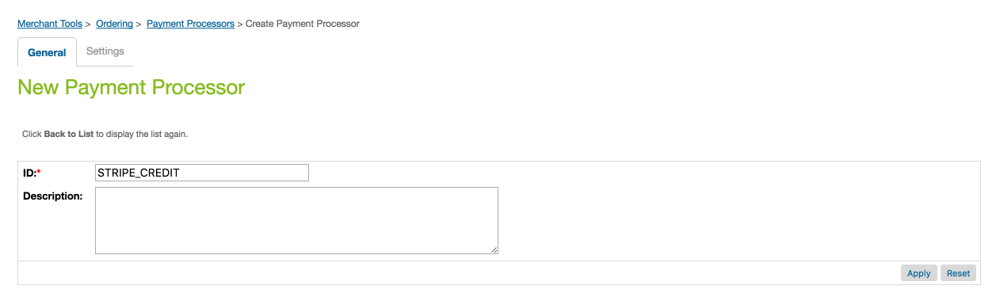 Merchant Tools > Ordering > Payment Processors > Create Payment Processor
General Settings
New Payment Processor
Click Back to List to display the list again.
ID:* STRIPE_CREDIT
Description:
Apply Reset